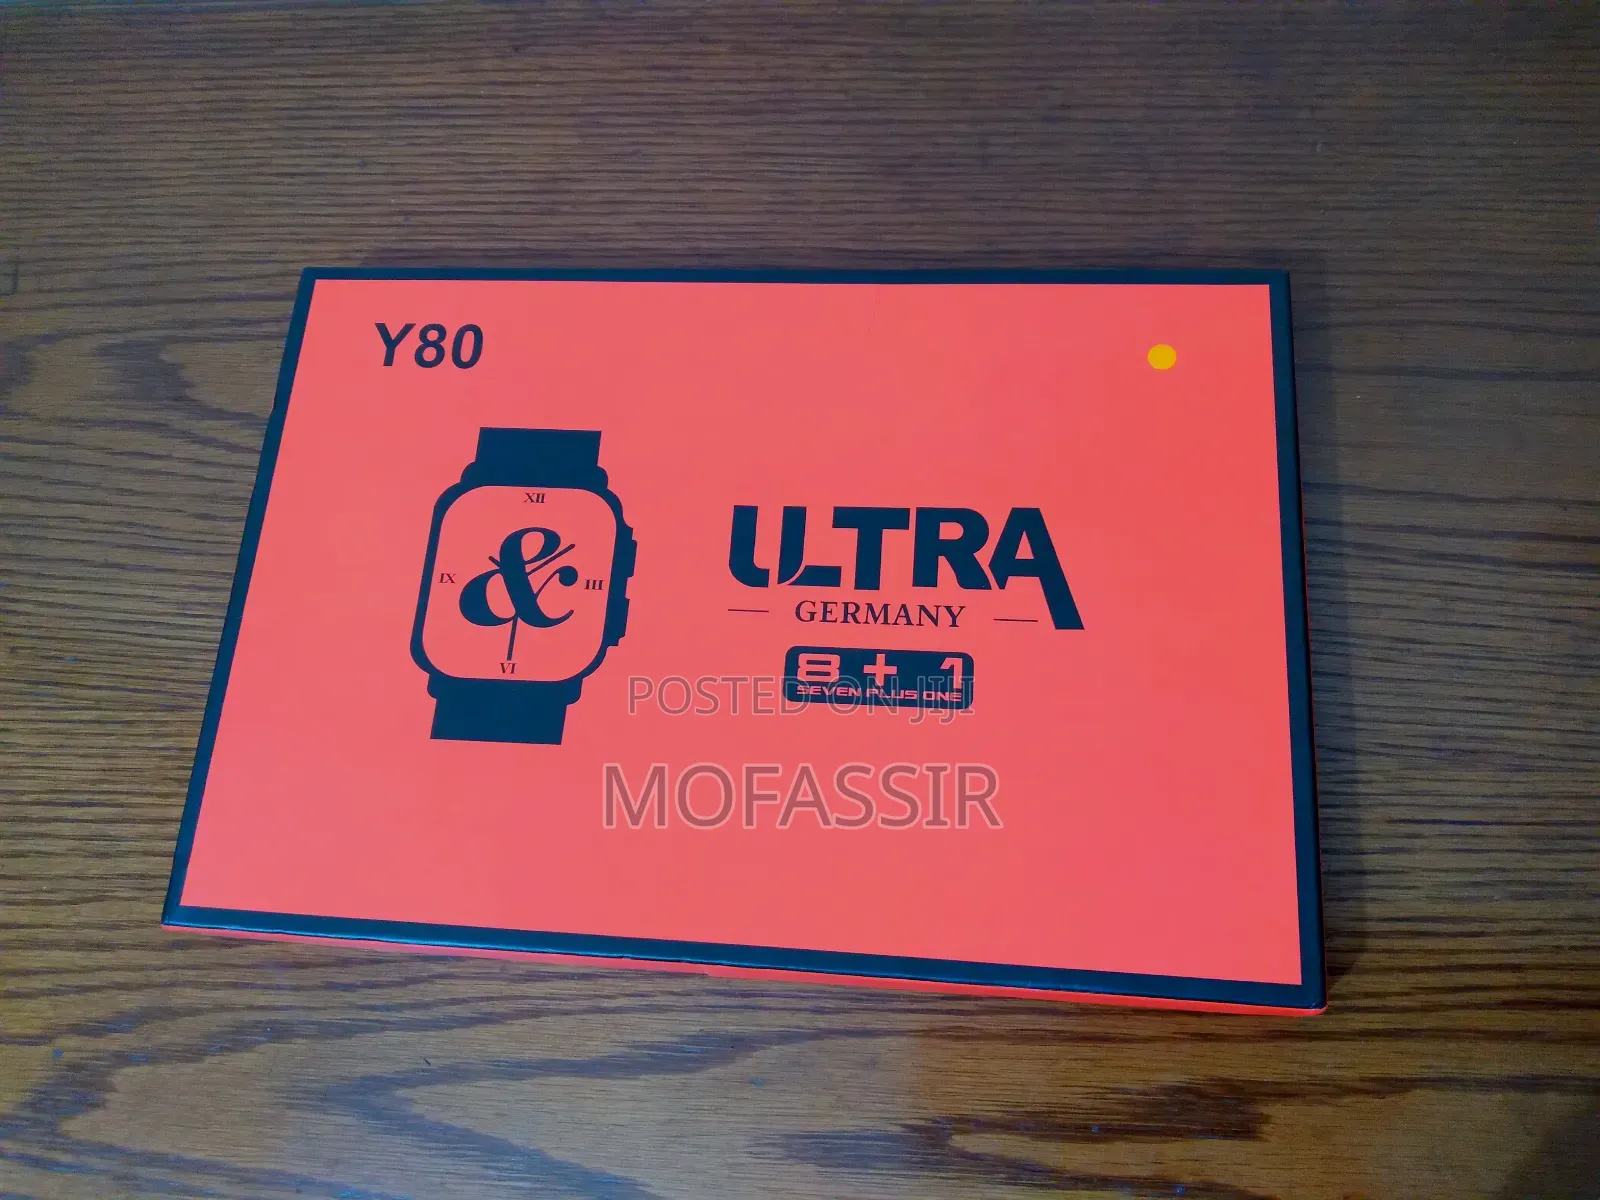 Y80
XII
&
IX
III
VI
ULTRA
GERMANY
8 + 1
SEVEN PLUS ONE
POSTED ON JIJI
MOFASSIR